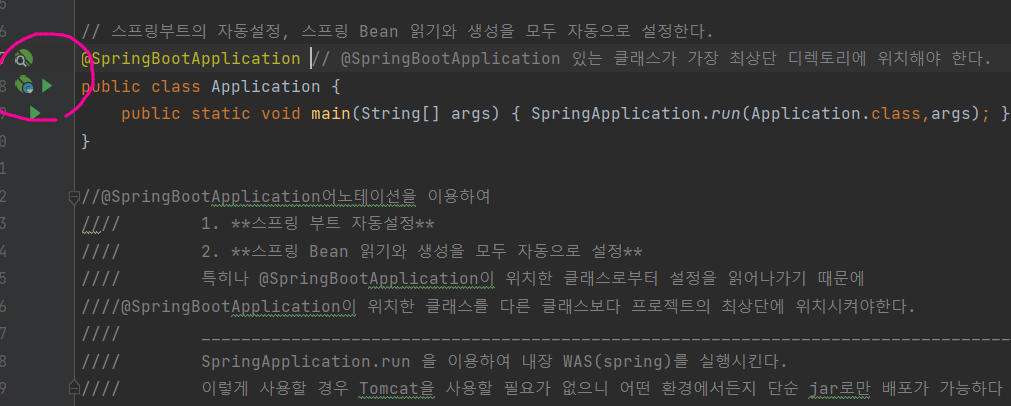 // 스프링부트의 자동설정, 스프링 Bean 읽기와 생성을 모두 자동으로 설정한다.
@SpringBootApplication // @SpringBootApplication 있는 클래스가 가장 최상단 디렉토리에 위치해야 한다.
public class Application {
public static void main(String[] args) { SpringApplication.run(Application.class,args); }
}
//@SpringBootApplication어노테이션을 이용하여
//// 1. **스프링 부트 자동설정**
//// 2. **스프링 Bean 읽기와 생성을 모두 자동으로 설정**
//// 특히나 @SpringBootApplication이 위치한 클래스로부터 설정을 읽어나가기 때문에
////@SpringBootApplication이 위치한 클래스를 다른 클래스보다 프로젝트의 최상단에 위치시켜야한다.
//// ________________________________________________________________________________
//// SpringApplication.run 을 이용하여 내장 WAS(spring)를 실행시킨다.
//// 이렇게 사용할 경우 Tomcat을 사용할 필요가 없으니 어떤 환경에서든지 단순 jar로만 배포가 가능하다